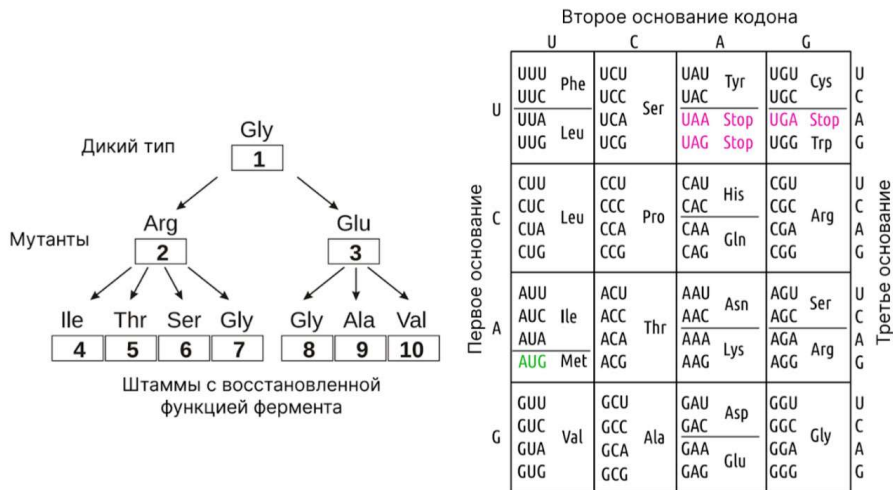 Gly
Дикий тип
1
Arg
Glu
Мутанты
2
3
Ile Thr Ser Gly Gly Ala Val
4 5 6 7 8 9 10
Штаммы с восстановленной
функцией фермента
Второе основание кодона
U C A G
Первое основание
Третье основание
U
UUU
UUC
Phe
UUA
UUG
Leu
UCU
UCC
UCA
UCG
Ser
UAU
UAC
Tyr
UAA Stop
UAG Stop
UGU
UGC
Cys
UGA Stop
UGG Trp
U
C
A
G
C
CUU
CUC
CUA
CUG
Leu
CCU
CCC
CCA
CCG
Pro
CAU
CAC
His
CAA
CAG
Gln
CGU
CGC
CGA
CGG
Arg
U
C
A
G
A
AUU
AUC
AUA
Ile
AUG Met
ACU
ACC
ACA
ACG
Thr
AAU
AAC
Asn
AAA
AAG
Lys
AGU
AGC
Ser
AGA
AGG
Arg
U
C
A
G
G
GUU
GUC
GUA
GUG
Val
GCU
GCC
GCA
GCG
Ala
GAU
GAC
Asp
GAA
GAG
Glu
GGU
GGC
GGA
GGG
Gly
U
C
A
G